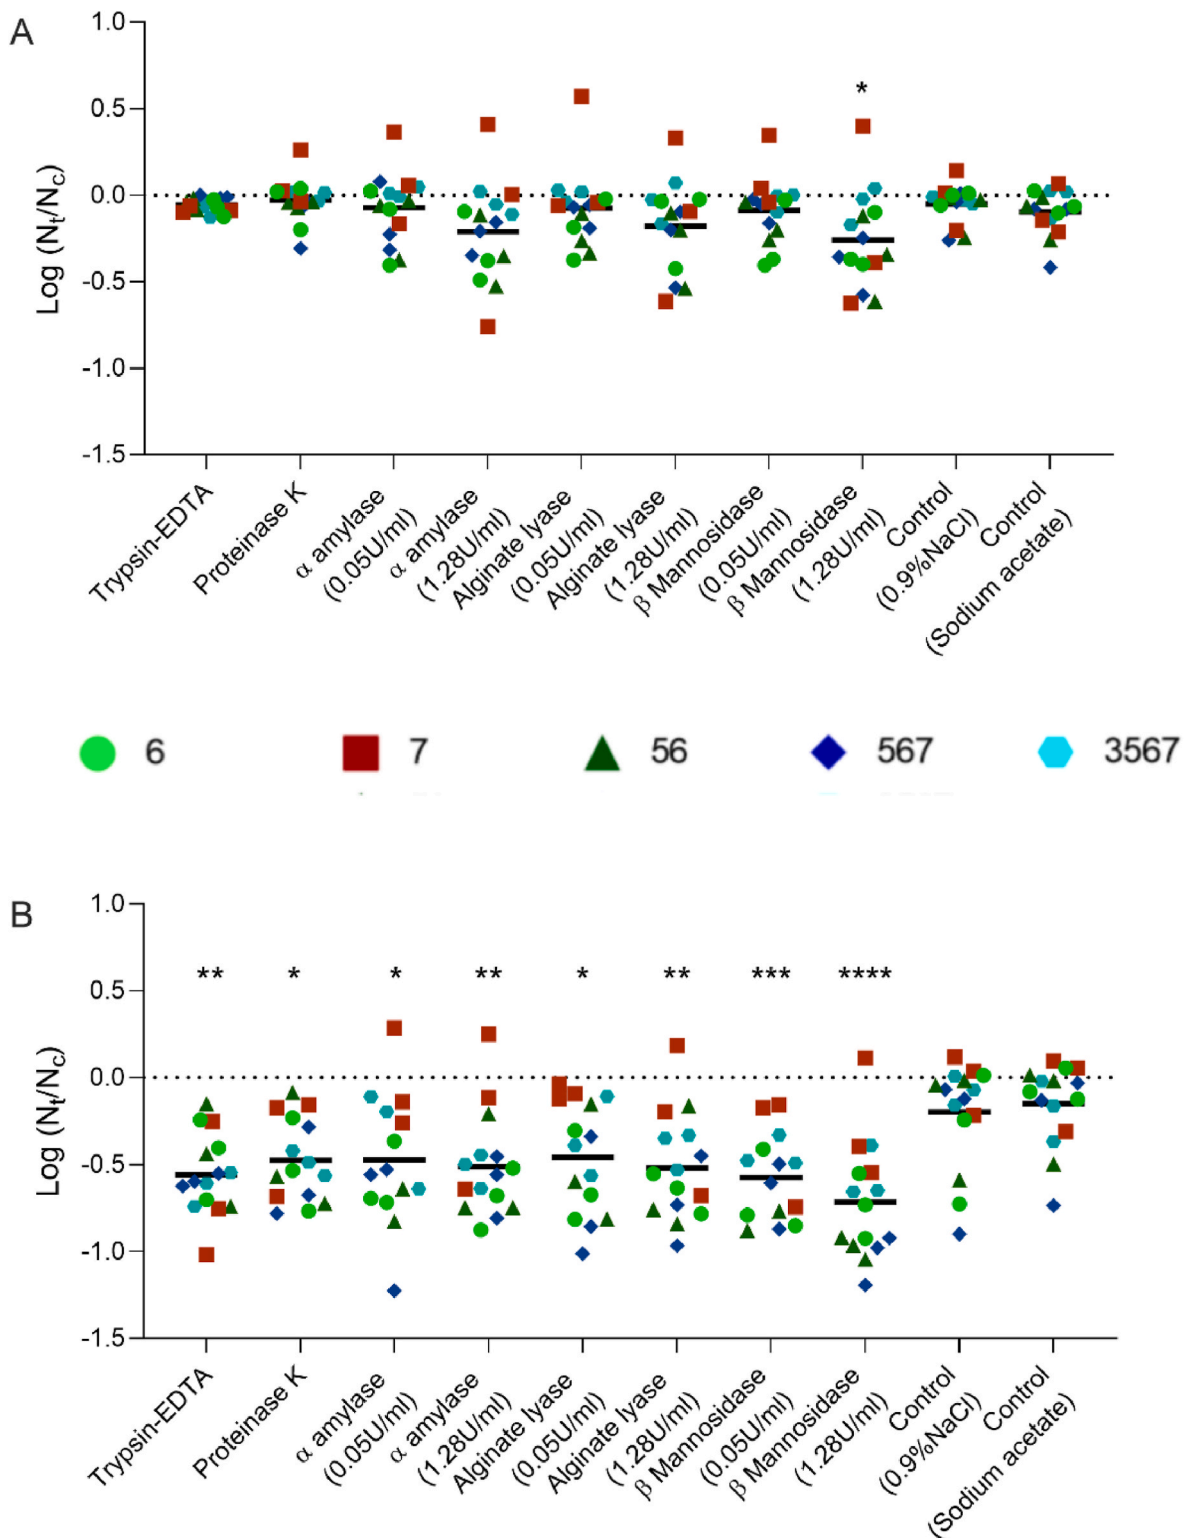 A
1.0
0.5
0.0
-0.5
-1.0
-1.5
Log (Nt/Nc)
*
Trypsin-EDTA
Proteinase K
α amylase
(0.05U/ml)
α amylase
(1.28U/ml)
Alginate lyase
(0.05U/ml)
Alginate lyase
(1.28U/ml)
β Mannosidase
(0.05U/ml)
β Mannosidase
(1.28U/ml)
Control
(0.9%NaCl)
Control
(Sodium acetate)
6 7 56 567 3567
B
1.0
0.5
0.0
-0.5
-1.0
-1.5
Log (Nt/Nc)
** * * ** * ** *** ****
Trypsin-EDTA
Proteinase K
α amylase
(0.05U/ml)
α amylase
(1.28U/ml)
Alginate lyase
(0.05U/ml)
Alginate lyase
(1.28U/ml)
β Mannosidase
(0.05U/ml)
β Mannosidase
(1.28U/ml)
Control
(0.9%NaCl)
Control
(Sodium acetate)